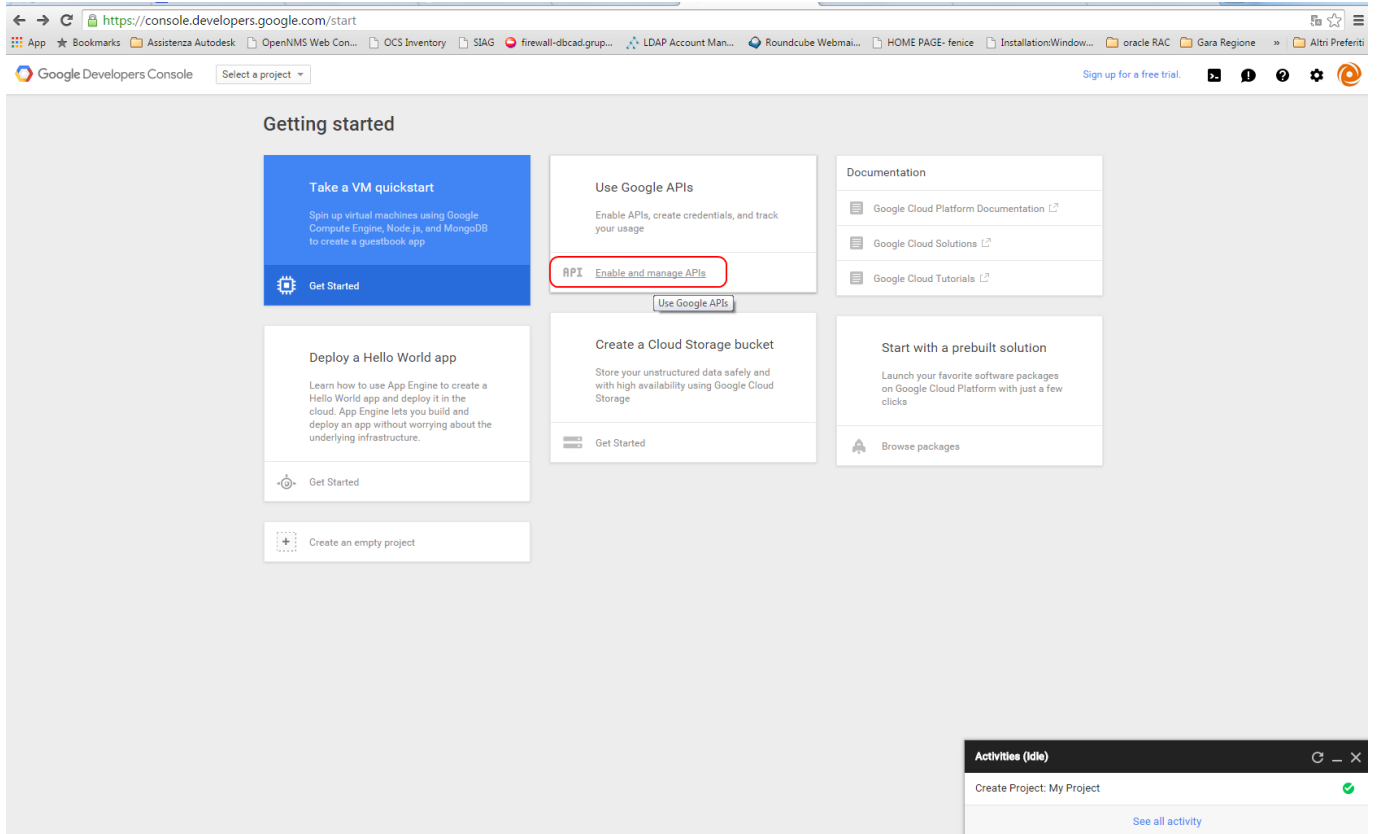 https://console.developers.google.com/start
App Bookmarks Assistenza Autodesk OpenNMS Web Con... OCS Inventory SIAG firewall-dbcad.grup... LDAP Account Man... Roundcube Webmai... HOME PAGE- fenice Installation:Window... oracle RAC Gara Regione » Altri Preferiti
Google Developers Console Select a project Sign up for a free trial.
Getting started
Take a VM quickstart
Spin up virtual machines using Google
Compute Engine, Node.js, and MongoDB
to create a guestbook app
Get Started
Use Google APIs
Enable APIs, create credentials, and track
your usage
API Enable and manage APIs
Use Google APIs
Documentation
Google Cloud Platform Documentation
Google Cloud Solutions
Google Cloud Tutorials
Deploy a Hello World app
Learn how to use App Engine to create a
Hello World app and deploy it in the
cloud. App Engine lets you build and
deploy an app without worrying about the
underlying infrastructure.
Get Started
Create a Cloud Storage bucket
Store your unstructured data safely and
with high availability using Google Cloud
Storage
Get Started
Start with a prebuilt solution
Launch your favorite software packages
on Google Cloud Platform with just a few
clicks
Browse packages
Create an empty project
Activities (Idle)
Create Project: My Project
See all activity